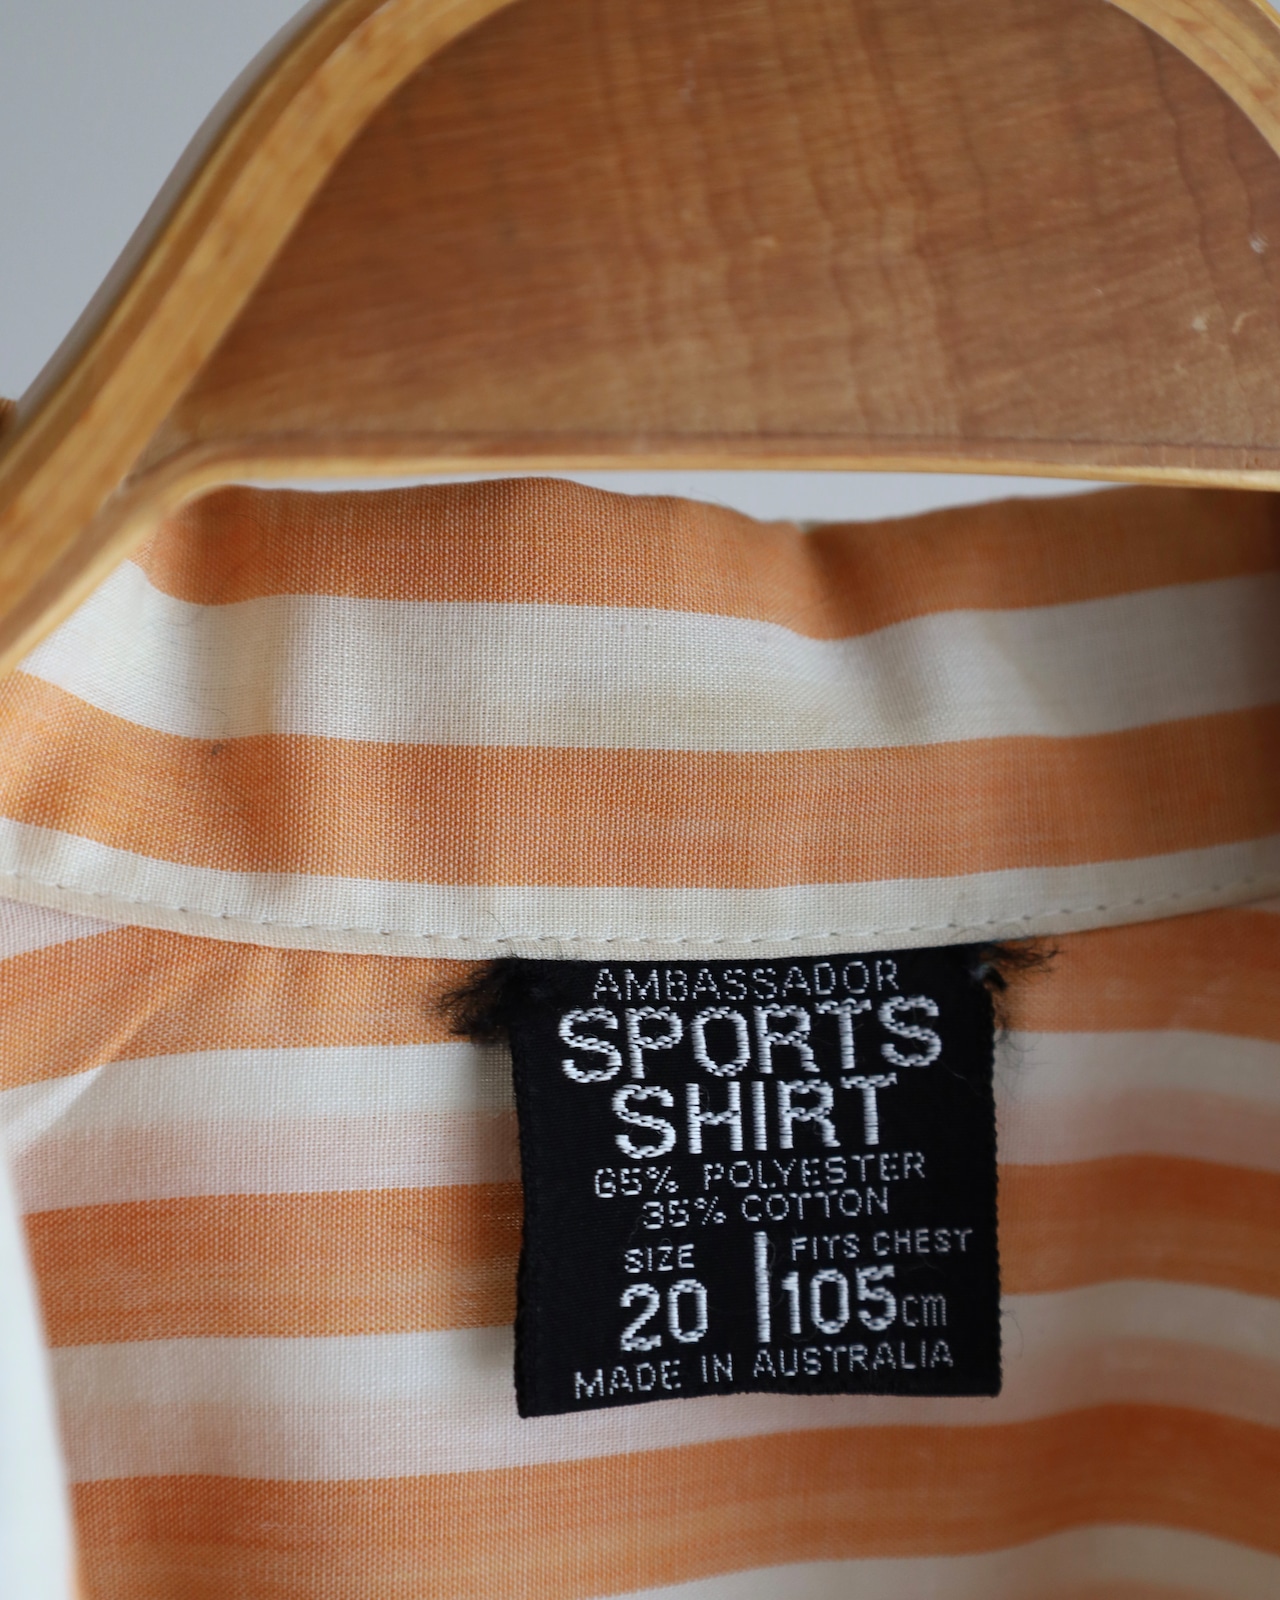 AMBASSADOR
SPORTS
SHIRT
65% POLYESTER
35% COTTON
SIZE FITS CHEST
20 105cm
MADE IN AUSTRALIA